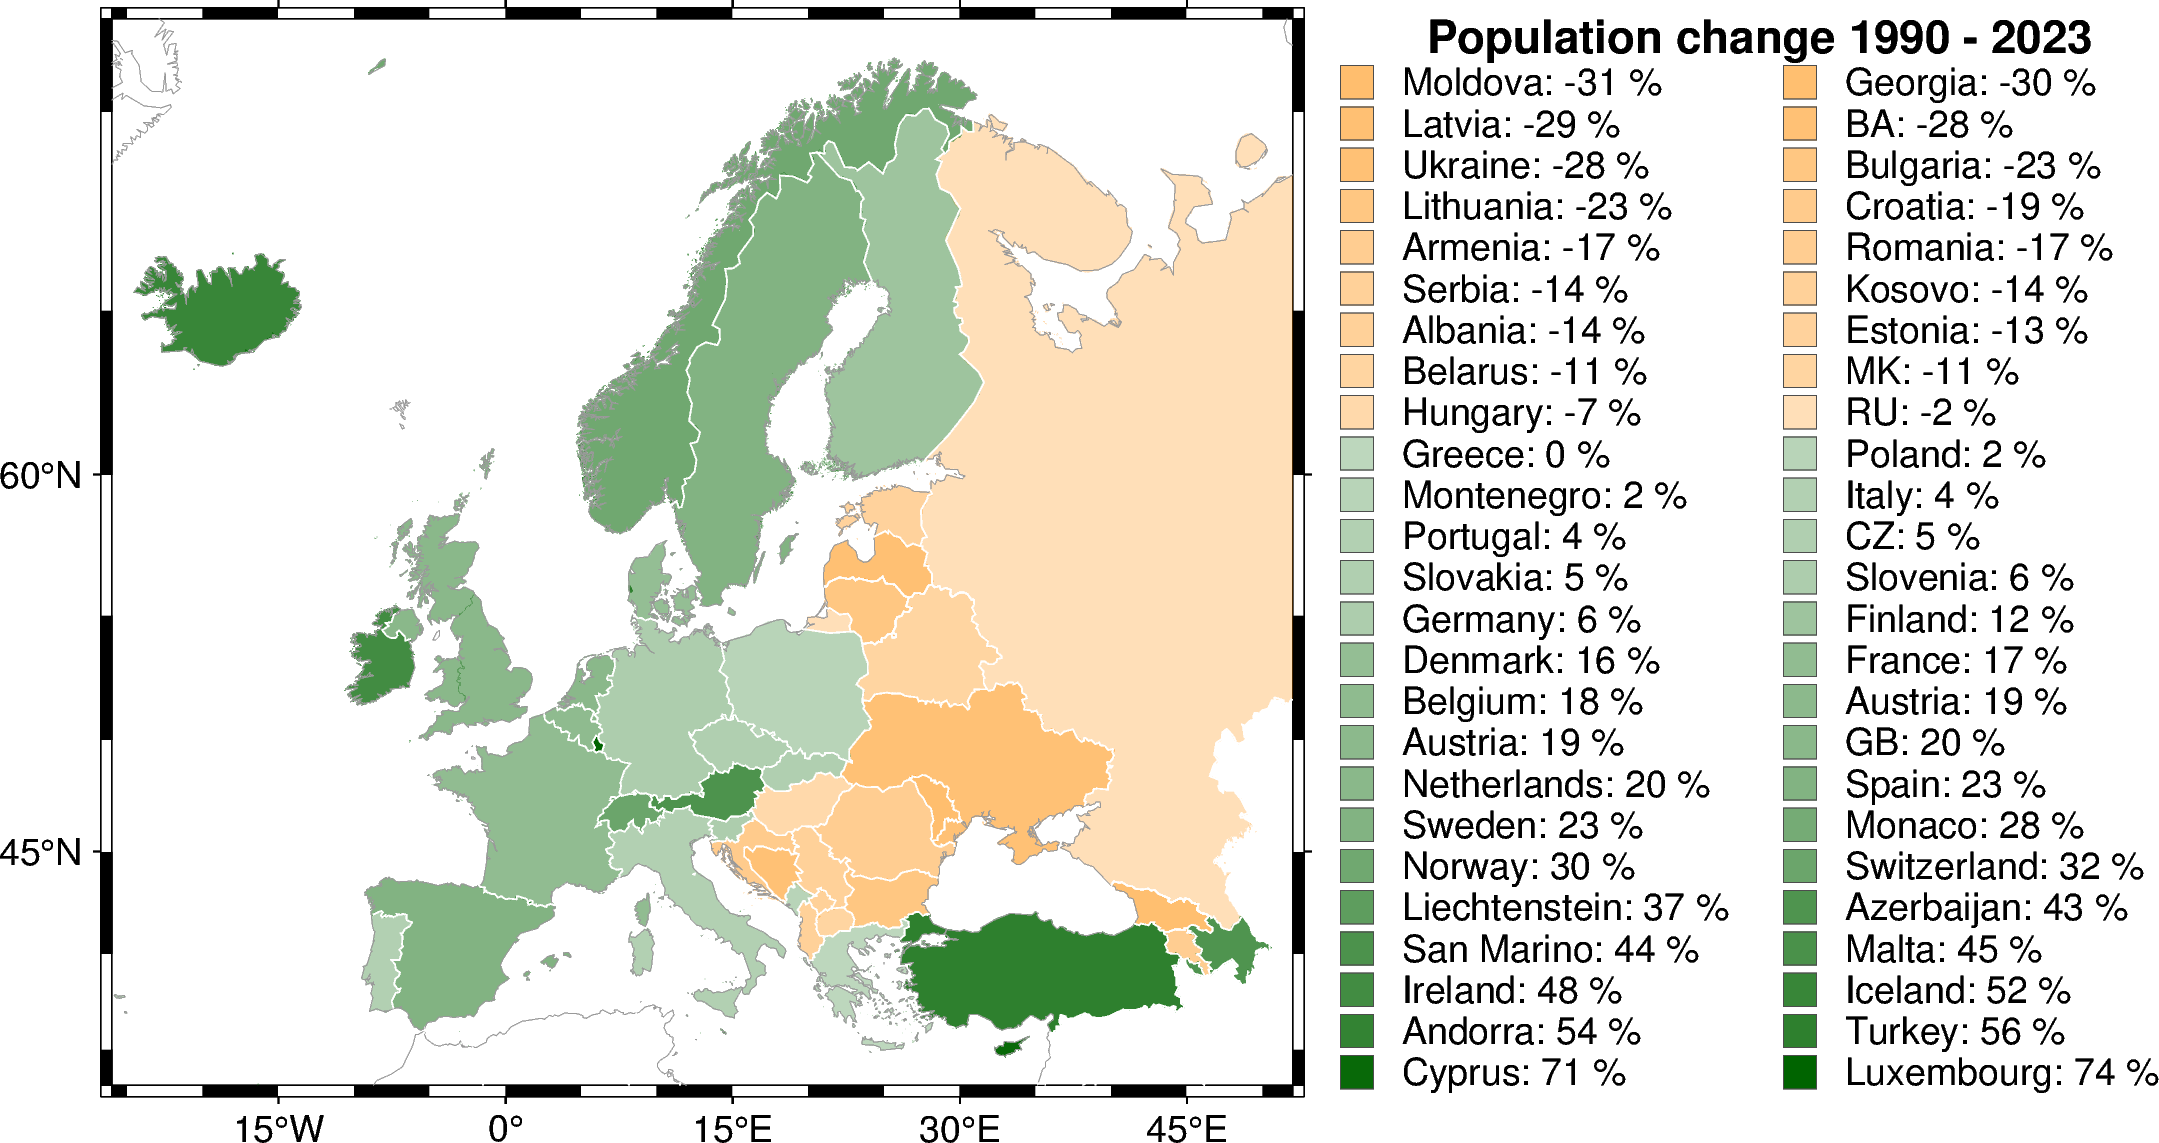 Population change 1990 - 2023
Moldova: -31 % Georgia: -30 %
Latvia: -29 % BA: -28 %
Ukraine: -28 % Bulgaria: -23 %
Lithuania: -23 % Croatia: -19 %
Armenia: -17 % Romania: -17 %
Serbia: -14 % Kosovo: -14 %
Albania: -14 % Estonia: -13 %
Belarus: -11 % MK: -11 %
Hungary: -7 % RU: -2 %
Greece: 0 % Poland: 2 %
Montenegro: 2 % Italy: 4 %
Portugal: 4 % CZ: 5 %
Slovakia: 5 % Slovenia: 6 %
Germany: 6 % Finland: 12 %
Denmark: 16 % France: 17 %
Belgium: 18 % Austria: 19 %
Austria: 19 % GB: 20 %
Netherlands: 20 % Spain: 23 %
Sweden: 23 % Monaco: 28 %
Norway: 30 % Switzerland: 32 %
Liechtenstein: 37 % Azerbaijan: 43 %
San Marino: 44 % Malta: 45 %
Ireland: 48 % Iceland: 52 %
Andorra: 54 % Turkey: 56 %
Cyprus: 71 % Luxembourg: 74 %
60°N
45°N
15°W 0° 15°E 30°E 45°E